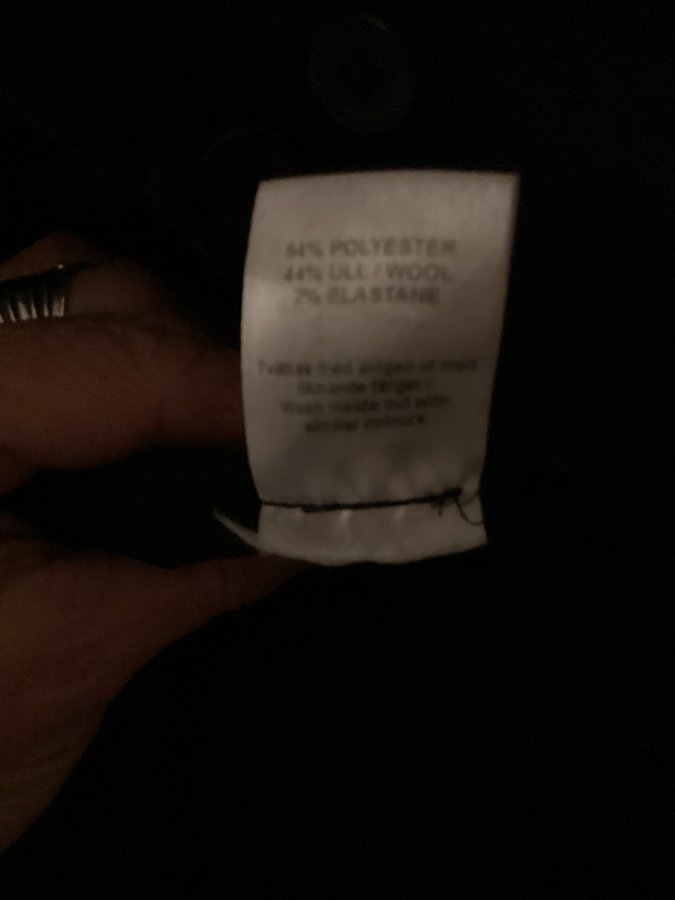 POLYESTER
44% ULL / WOOL
7% ELASTANE
Tvättas med avigan ut med
liknande färger /
Wash inside out with
similar colours